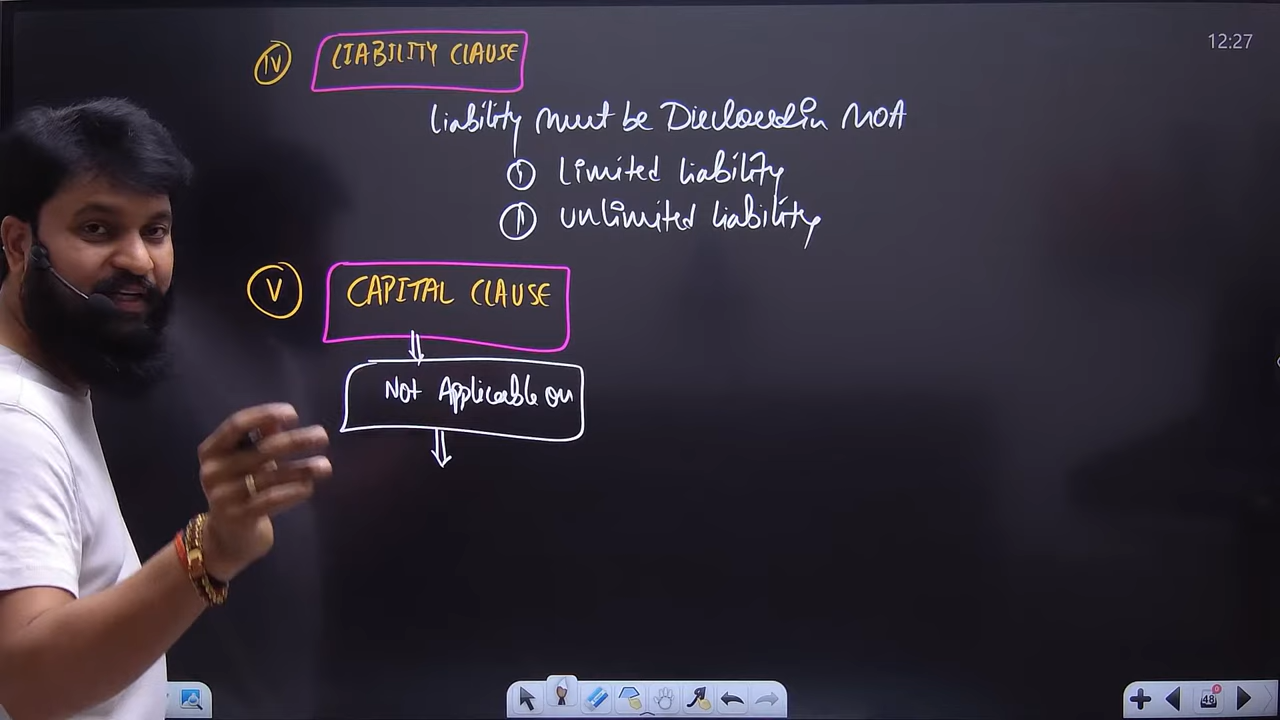 12:27
IV LIABILITY CLAUSE
Liability must be Disclosed in MOA
I Limited liability
II Unlimited liability
V CAPITAL CLAUSE
Not Applicable on
48